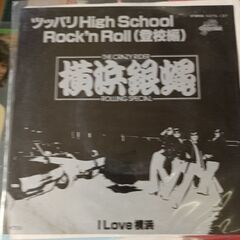 ツッパリHigh School
Rock'n Roll(登校編)
THE CRAZY RIDER
横浜銀蝿
ROLLING SPECIAL
I Love 横浜